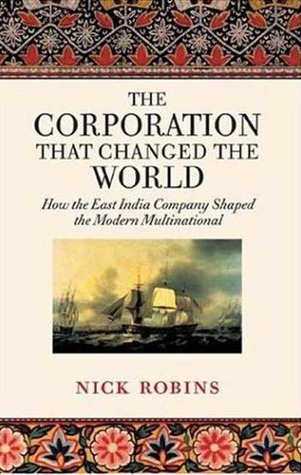 THE
CORPORATION
THAT CHANGED THE
WORLD
How the East India Company Shaped
the Modern Multinational
NICK ROBINS